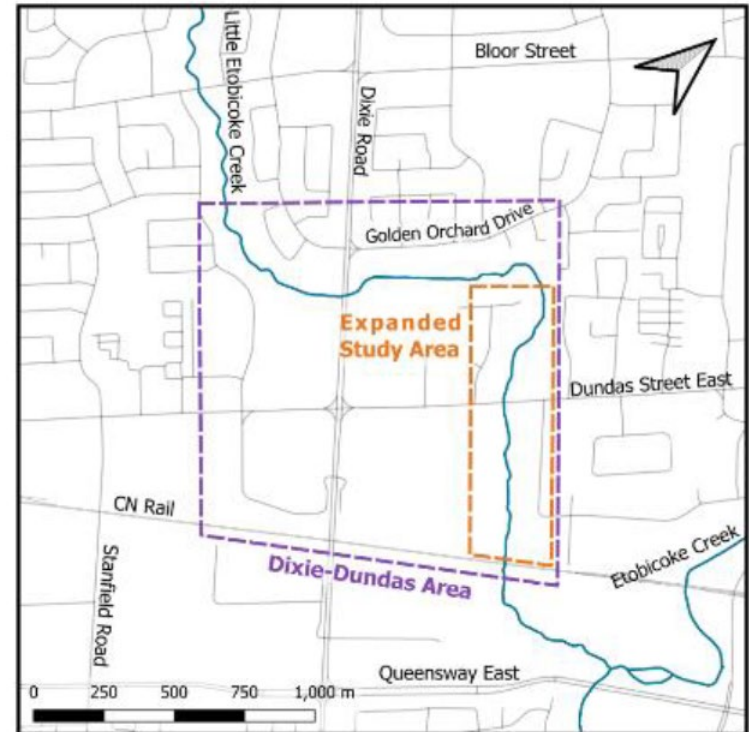 Bloor Street
Little Etobicoke Creek
Dixie Road
Golden Orchard Drive
Expanded
Study Area
Dundas Street East
CN Rail
Stanfield Road
Dixie-Dundas Area
Etobicoke Creek
Queensway East
0 250 500 750 1,000 m